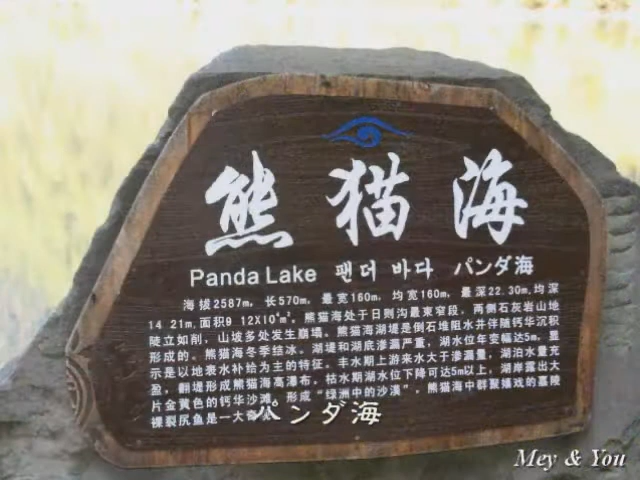 熊猫海
Panda Lake 팬더 바다 パンダ海
海拔2587m，长570m，最宽160m，均宽160m，最深22.30m，均深
14 21m，面积9 12X10⁴m²，熊猫海处于日则沟最東窄段，两侧石灰岩山地
陡立如削，山坡多处发生崩塌。熊猫海湖堤是倒石堆阻水并伴随钙华沉积
形成的。熊猫海冬季结冰。湖堤和湖底渗漏严重，湖水位年变幅达5m。显
示是以地表水补给为主的特征，丰水期上游来水大于渗漏量，湖泊水量充
盈，翻堤形成熊猫海高瀑布，枯水期湖水位下降可达5m以上，湖岸露出大
片金黄色的钙华沙滩，形成“绿洲中的沙漠”。熊猫海中群聚嬉戏的嘉陵
裸裂尻鱼是一大奇
パンダ海
Mey & You